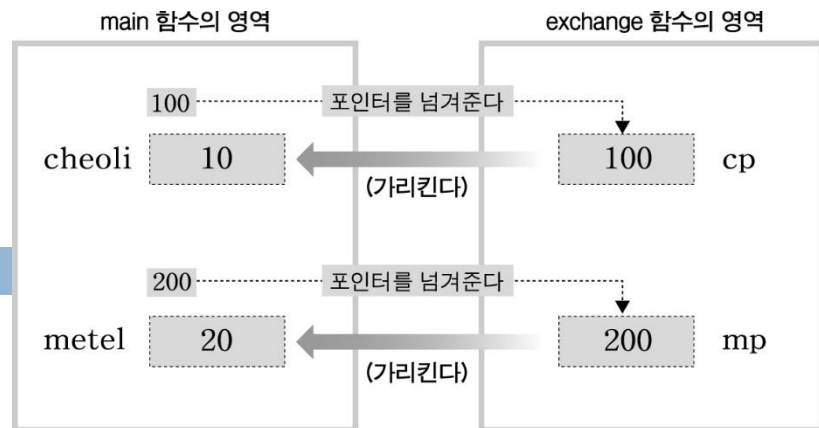 main 함수의 영역
exchange 함수의 영역
100
포인터를 넘겨준다
cheoli
10
100
cp
(가리킨다)
200
포인터를 넘겨준다
metel
20
200
mp
(가리킨다)